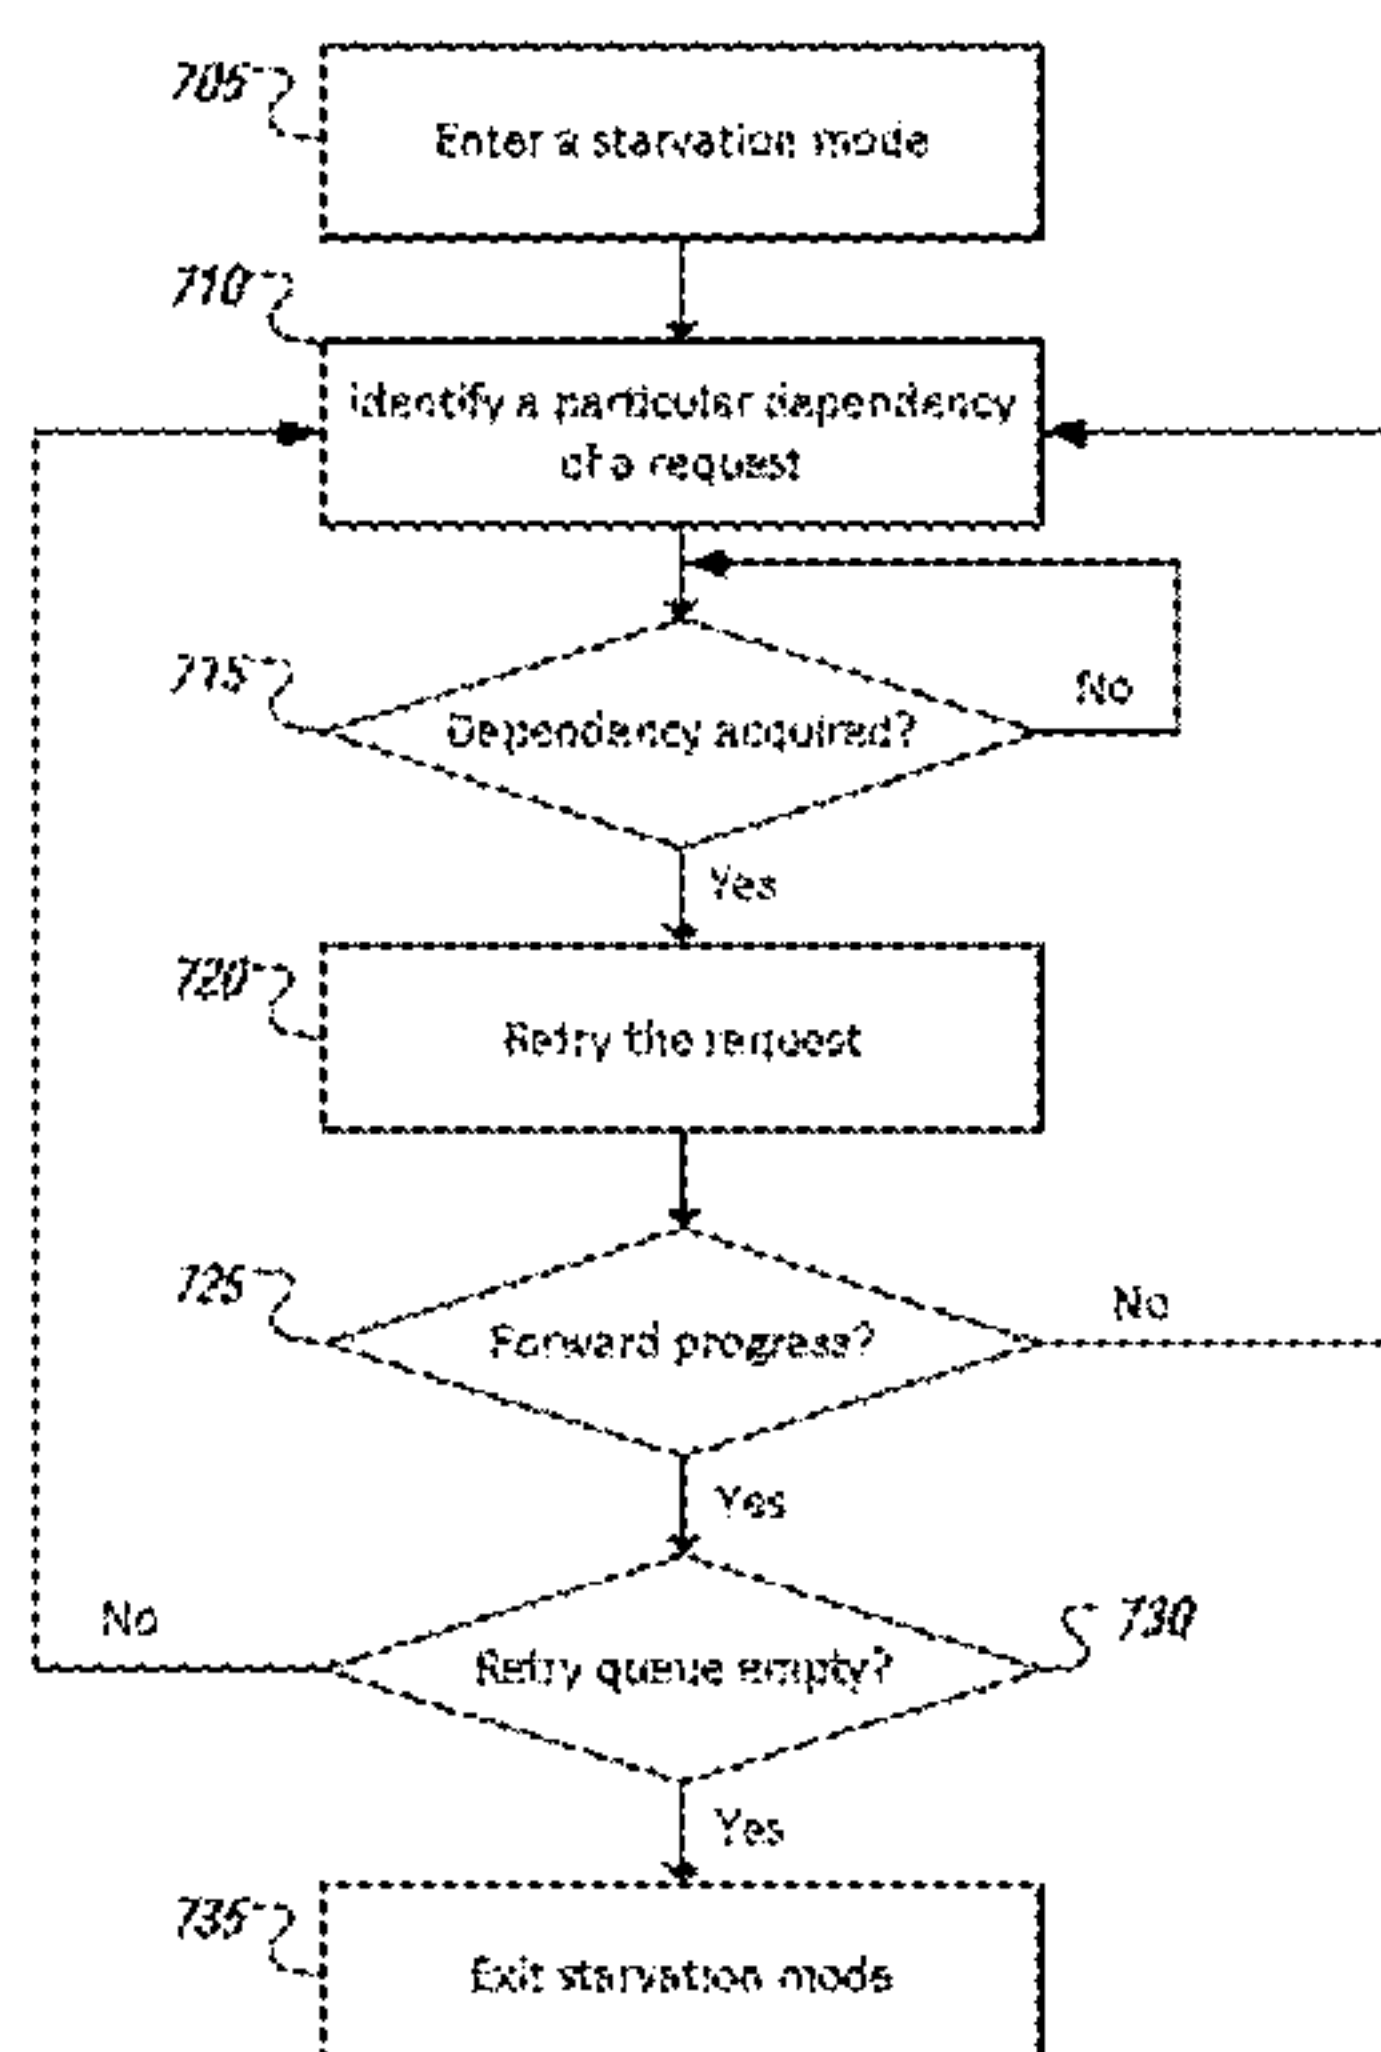 705
Enter a starvation mode
710
identify a particular dependency
of a request
715
Dependency acquired?
No
Yes
720
Retry the request
725
Forward progress?
No
Yes
730
No
Retry queue empty?
Yes
735
Exit starvation mode